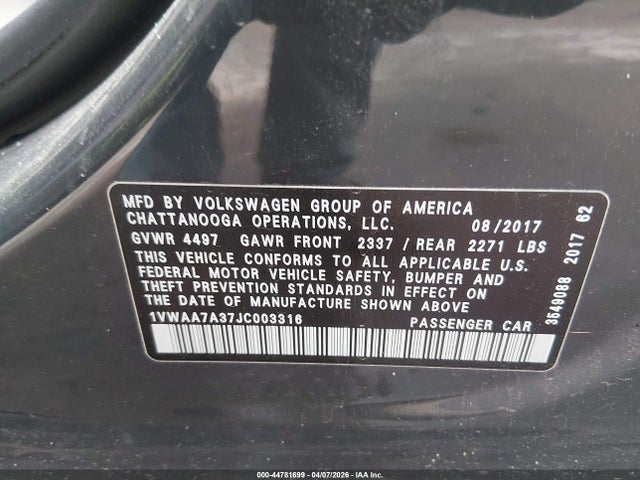 MFD BY VOLKSWAGEN GROUP OF AMERICA
CHATTANOOGA OPERATIONS, LLC. 08/2017
GVWR 4497 GAWR FRONT 2337 / REAR 2271 LBS
THIS VEHICLE CONFORMS TO ALL APPLICABLE U.S.
FEDERAL MOTOR VEHICLE SAFETY, BUMPER AND
THEFT PREVENTION STANDARDS IN EFFECT ON
THE DATE OF MANUFACTURE SHOWN ABOVE
1VWAA7A37JC003316 PASSENGER CAR
3549088 2017 62
000-44781699 - 04/07/2026 - IAA Inc.